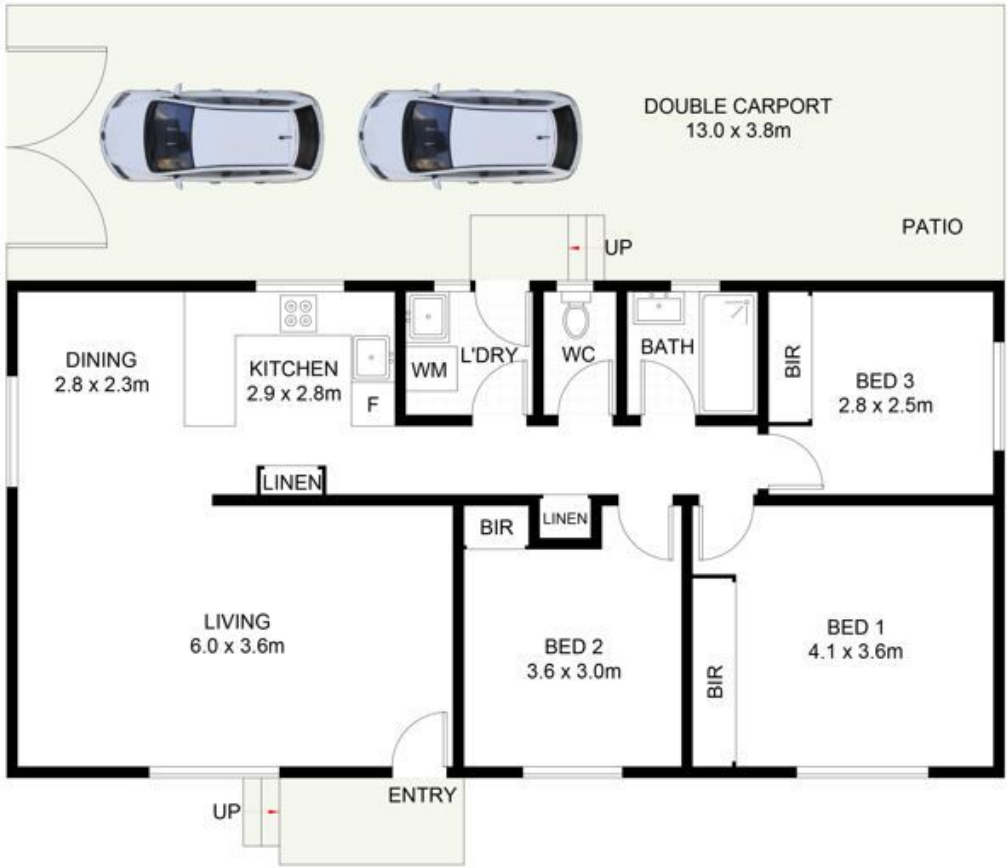 DOUBLE CARPORT
13.0 x 3.8m
PATIO
UP
DINING
2.8 x 2.3m
KITCHEN
2.9 x 2.8m
F
WM
L'DRY
WC
BATH
BIR
BED 3
2.8 x 2.5m
LINEN
BIR
LINEN
LIVING
6.0 x 3.6m
BED 2
3.6 x 3.0m
BIR
BED 1
4.1 x 3.6m
ENTRY
UP